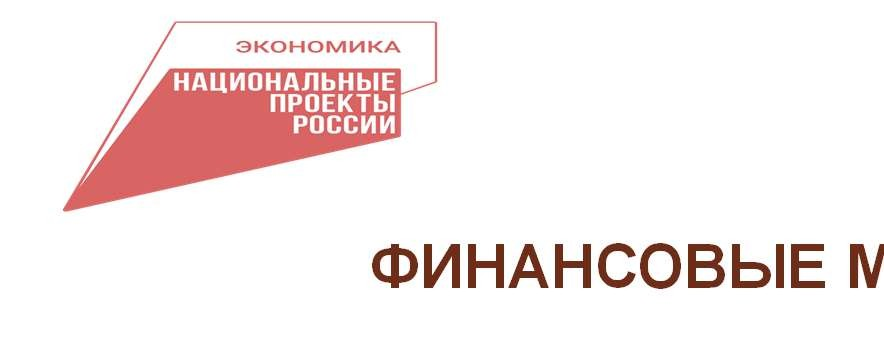 ЭКОНОМИКА
НАЦИОНАЛЬНЫЕ
ПРОЕКТЫ
РОССИИ
ФИНАНСОВЫЕ